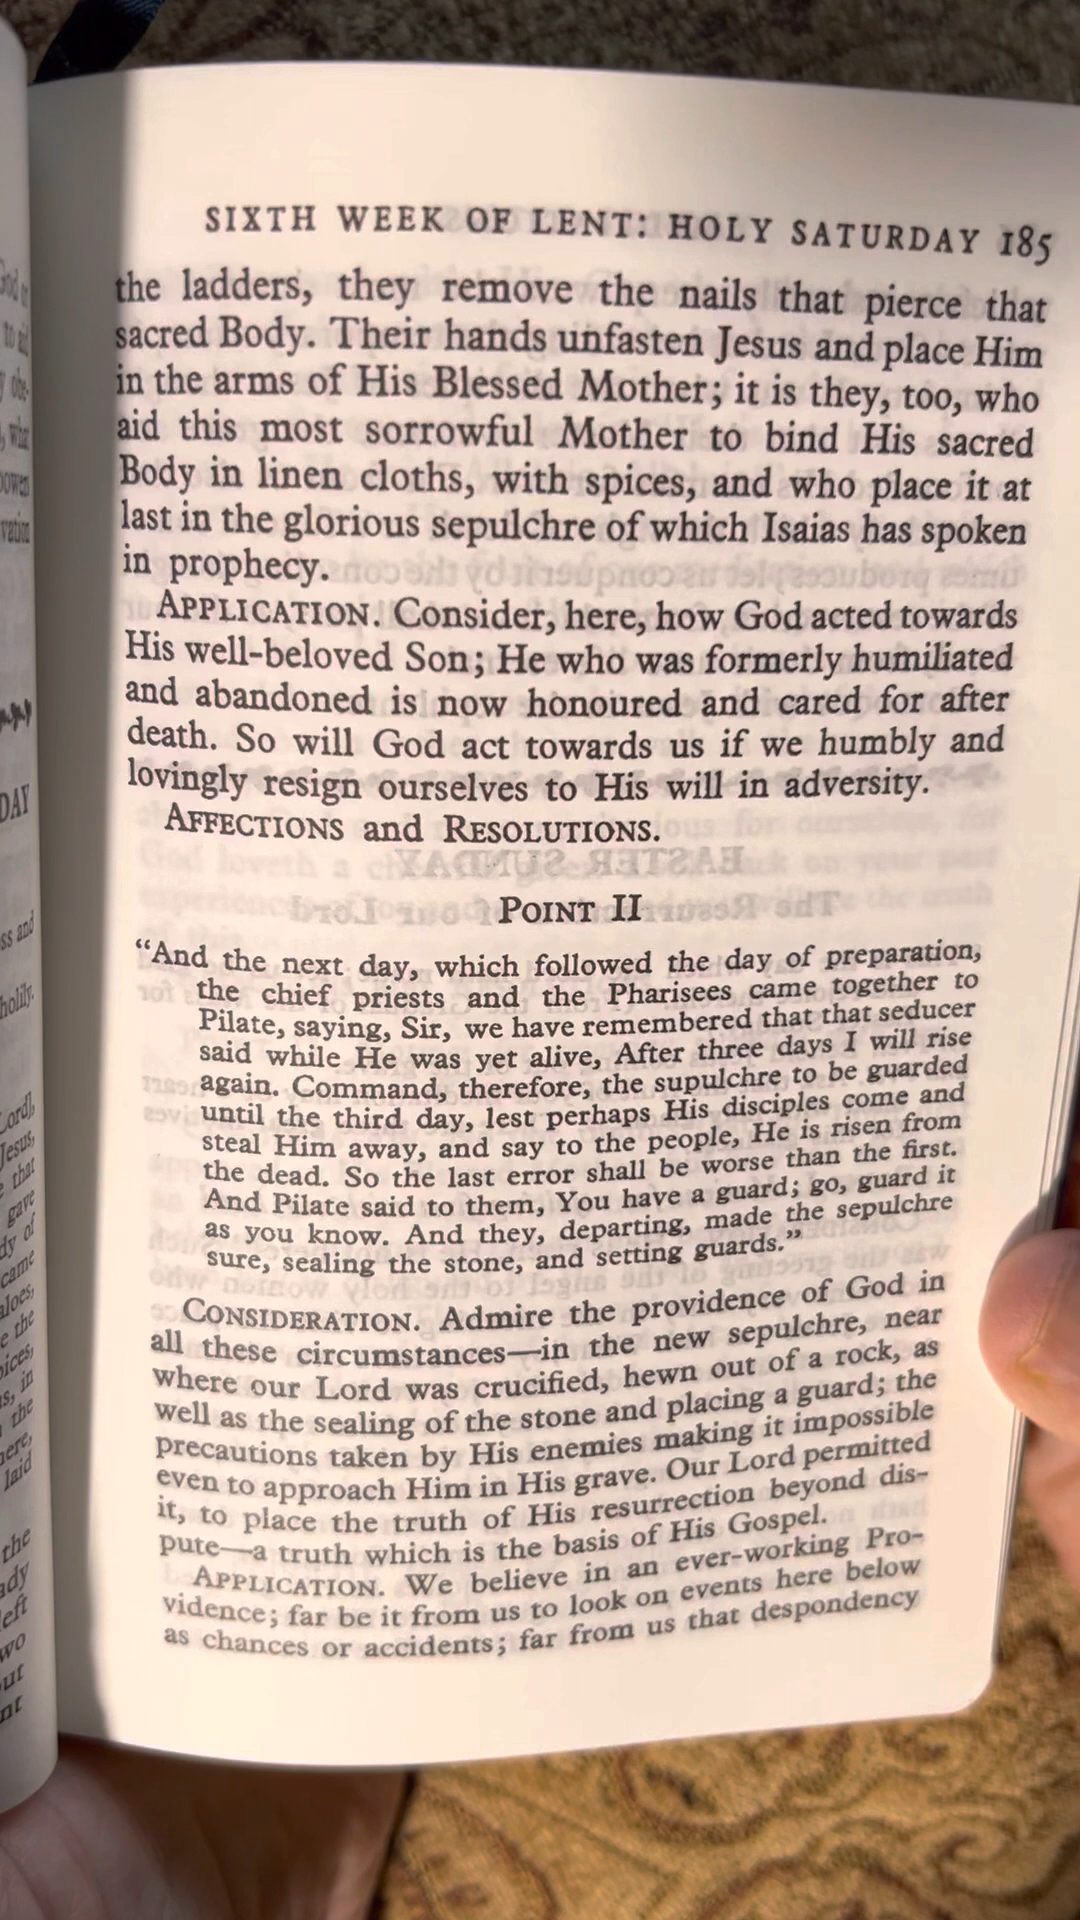 SIXTH WEEK OF LENT: HOLY SATURDAY 185
the ladders, they remove the nails that pierce that
sacred Body. Their hands unfasten Jesus and place Him
in the arms of His Blessed Mother; it is they, too, who
aid this most sorrowful Mother to bind His sacred
Body in linen cloths, with spices, and who place it at
last in the glorious sepulchre of which Isaias has spoken
in prophecy.
APPLICATION. Consider, here, how God acted towards
His well-beloved Son; He who was formerly humiliated
and abandoned is now honoured and cared for after
death. So will God act towards us if we humbly and
lovingly resign ourselves to His will in adversity.
AFFECTIONS and RESOLUTIONS.
POINT II
“And the next day, which followed the day of preparation,
the chief priests and the Pharisees came together to
Pilate, saying, Sir, we have remembered that that seducer
said while He was yet alive, After three days I will rise
again. Command, therefore, the supulchre to be guarded
until the third day, lest perhaps His disciples come and
steal Him away, and say to the people, He is risen from
the dead. So the last error shall be worse than the first.
And Pilate said to them, You have a guard; go, guard it
as you know. And they, departing, made the sepulchre
sure, sealing the stone, and setting guards.”
CONSIDERATION. Admire the providence of God in
all these circumstances—in the new sepulchre, near
where our Lord was crucified, hewn out of a rock, as
well as the sealing of the stone and placing a guard; the
precautions taken by His enemies making it impossible
even to approach Him in His grave. Our Lord permitted
it, to place the truth of His resurrection beyond dis-
pute—a truth which is the basis of His Gospel.
APPLICATION. We believe in an ever-working Pro-
vidence; far be it from us to look on events here below
as chances or accidents; far from us that despondency